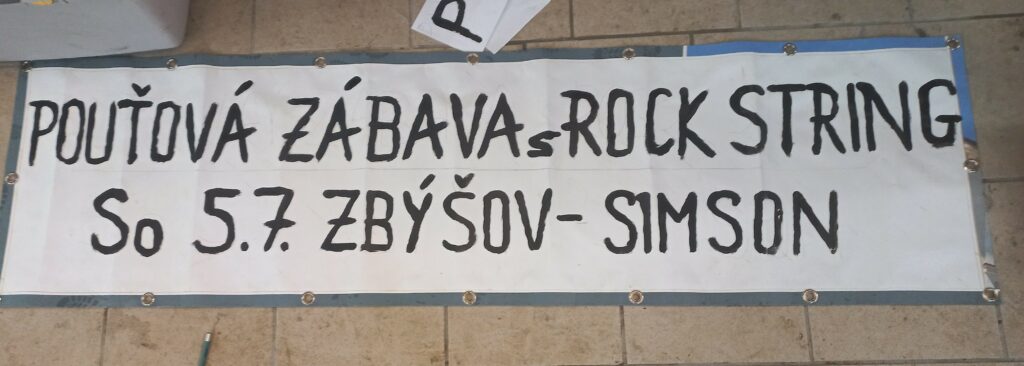 POUŤOVÁ ZÁBAVA s ROCK STRING
So 5.7. ZBÝŠOV - SIMSON
P